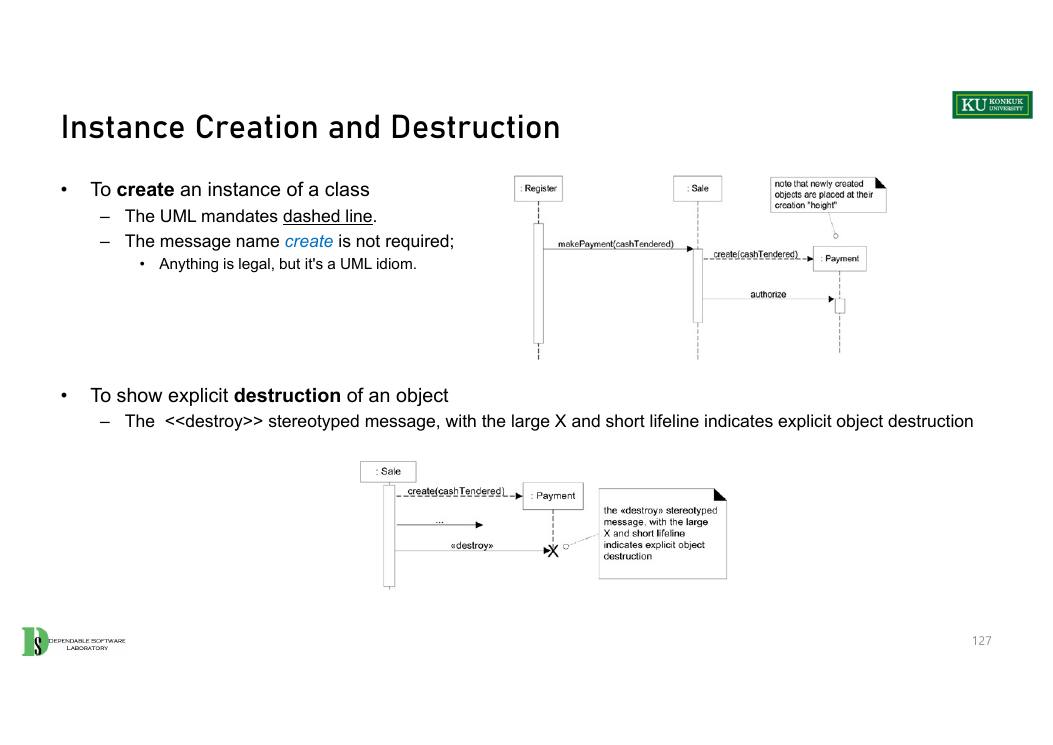 KU KONKUK
UNIVERSITY
Instance Creation and Destruction
• To create an instance of a class
– The UML mandates dashed line.
– The message name create is not required;
• Anything is legal, but it's a UML idiom.
: Register
: Sale
note that newly created
objects are placed at their
creation "height"
makePayment(cashTendered)
create(cashTendered)
: Payment
authorize
• To show explicit destruction of an object
– The <<destroy>> stereotyped message, with the large X and short lifeline indicates explicit object destruction
: Sale
create(cashTendered)
: Payment
...
«destroy»
X
the «destroy» stereotyped
message, with the large
X and short lifeline
indicates explicit object
destruction
DS DEPENDABLE SOFTWARE
LABORATORY
127